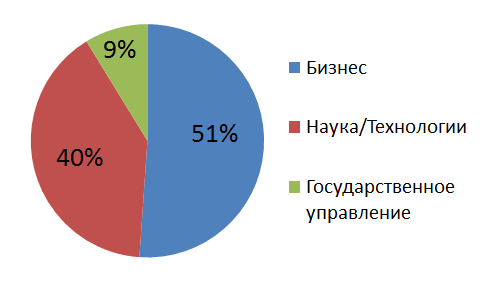 9%
51%
40%
Бизнес
Наука/Технологии
Государственное
управление